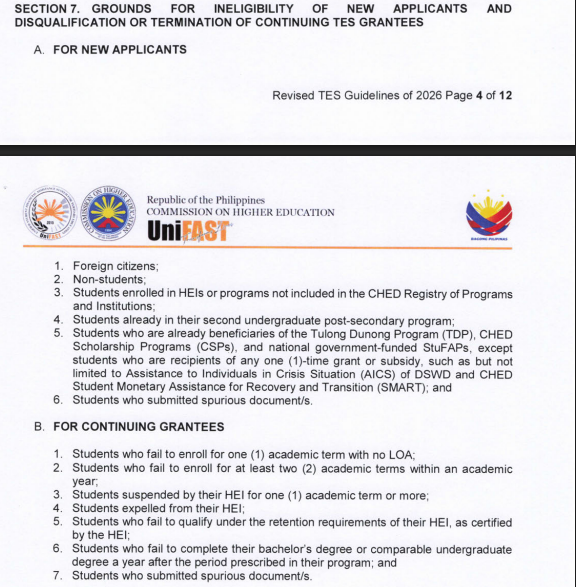 SECTION 7. GROUNDS FOR INELIGIBILITY OF NEW APPLICANTS AND
DISQUALIFICATION OR TERMINATION OF CONTINUING TES GRANTEES
A. FOR NEW APPLICANTS
Revised TES Guidelines of 2026 Page 4 of 12
Republic of the Philippines
COMMISSION ON HIGHER EDUCATION
UniFAST
UniFAST
BAGONG PILIPINAS
1. Foreign citizens;
2. Non-students;
3. Students enrolled in HEIs or programs not included in the CHED Registry of Programs
and Institutions;
4. Students already in their second undergraduate post-secondary program;
5. Students who are already beneficiaries of the Tulong Dunong Program (TDP), CHED
Scholarship Programs (CSPs), and national government-funded StuFAPs, except
students who are recipients of any one (1)-time grant or subsidy, such as but not
limited to Assistance to Individuals in Crisis Situation (AICS) of DSWD and CHED
Student Monetary Assistance for Recovery and Transition (SMART); and
6. Students who submitted spurious document/s.
B. FOR CONTINUING GRANTEES
1. Students who fail to enroll for one (1) academic term with no LOA;
2. Students who fail to enroll for at least two (2) academic terms within an academic
year;
3. Students suspended by their HEI for one (1) academic term or more;
4. Students expelled from their HEI;
5. Students who fail to qualify under the retention requirements of their HEI, as certified
by the HEI;
6. Students who fail to complete their bachelor's degree or comparable undergraduate
degree a year after the period prescribed in their program; and
7. Students who submitted spurious document/s.